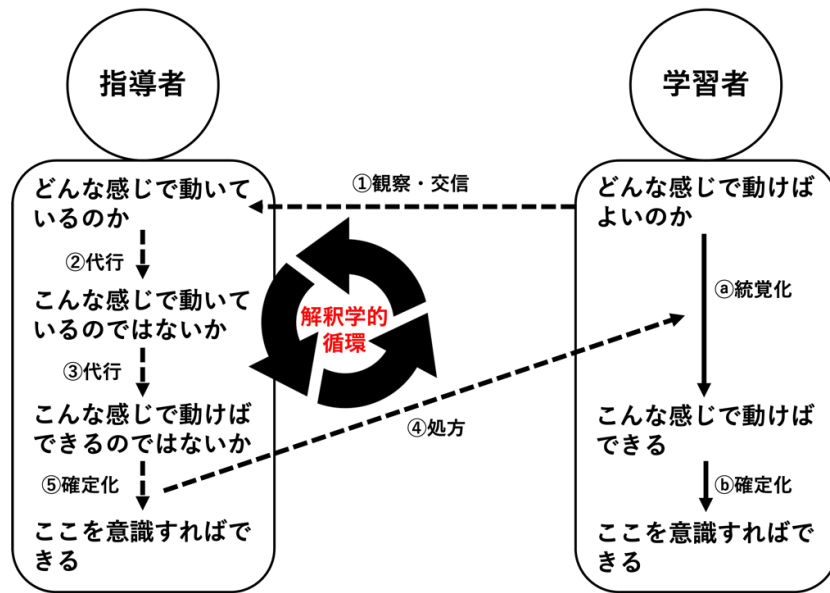 指導者
どんな感じで動いて
いるのか
②代行
こんな感じで動いて
いるのではないか
③代行
こんな感じで動けば
できるのではないか
⑤確定化
ここを意識すればで
きる
①観察・交信
解釈学的
循環
④処方
学習者
どんな感じで動けば
よいのか
ⓐ統覚化
こんな感じで動けば
できる
ⓑ確定化
ここを意識すればで
きる